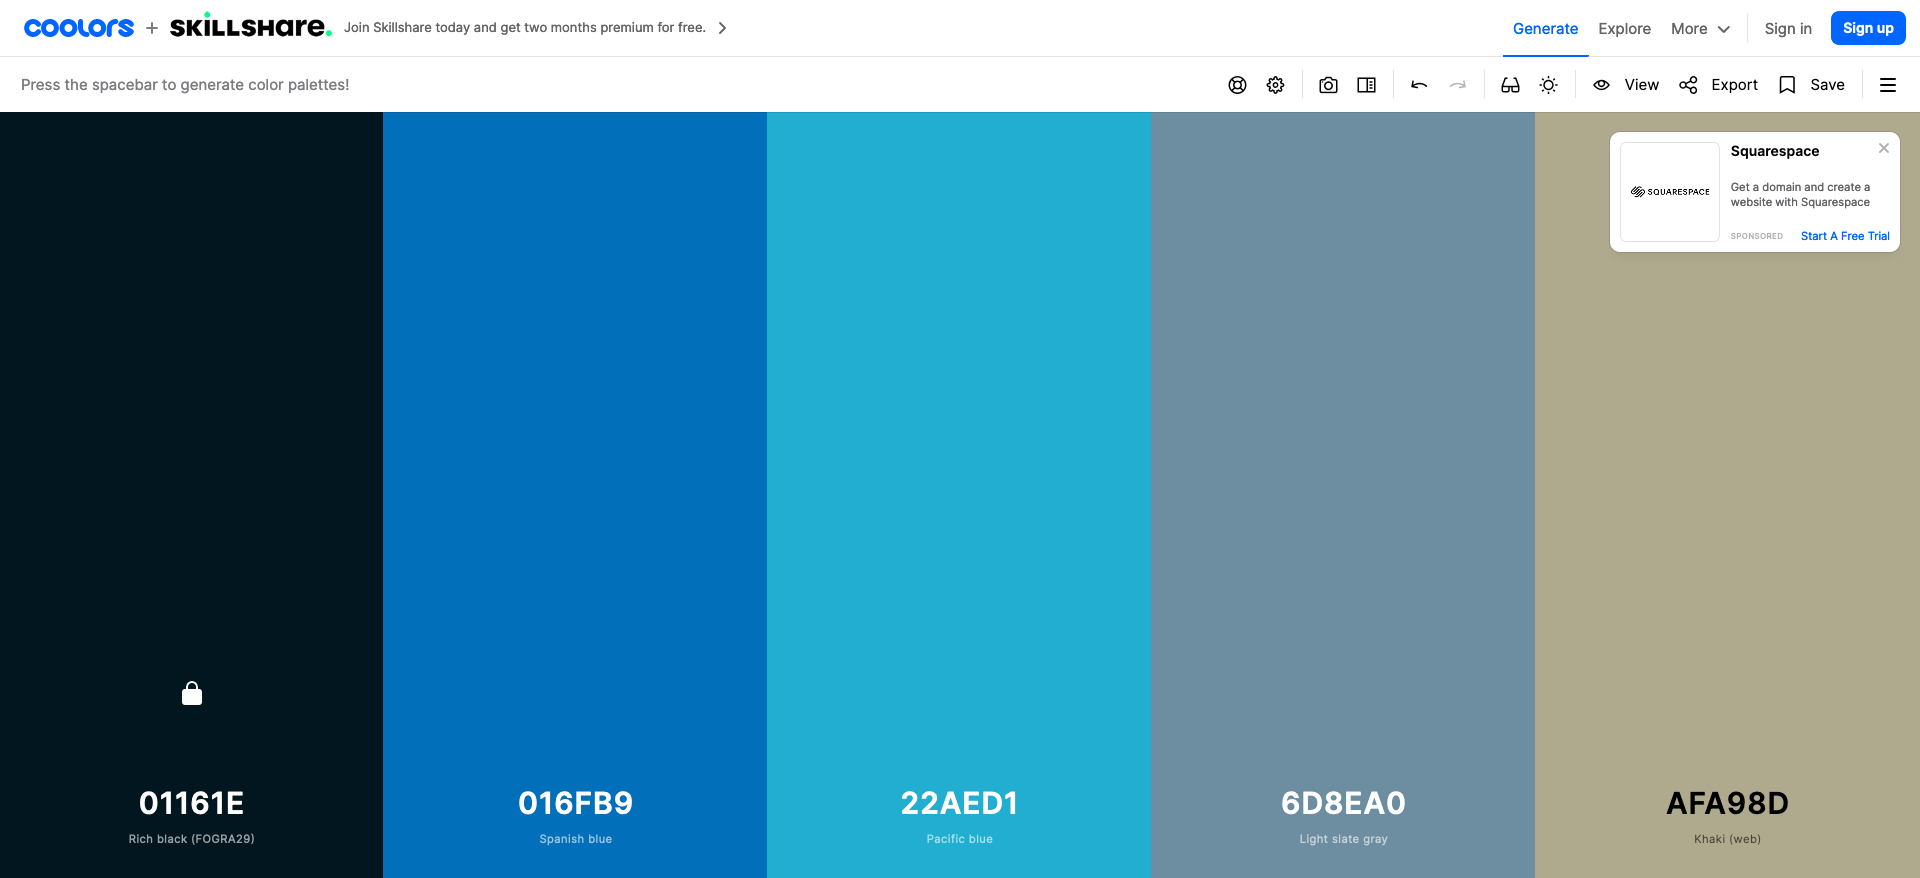 coolors + SKILLSHARE. Join Skillshare today and get two months premium for free.
Generate Explore More Sign in Sign up
Press the spacebar to generate color palettes!
View Export Save
Squarespace
SQUARESPACE
Get a domain and create a
website with Squarespace
SPONSORED Start A Free Trial
01161E
Rich black (FOGRA29)
016FB9
Spanish blue
22AED1
Pacific blue
6D8EA0
Light slate gray
AFA98D
Khaki (web)